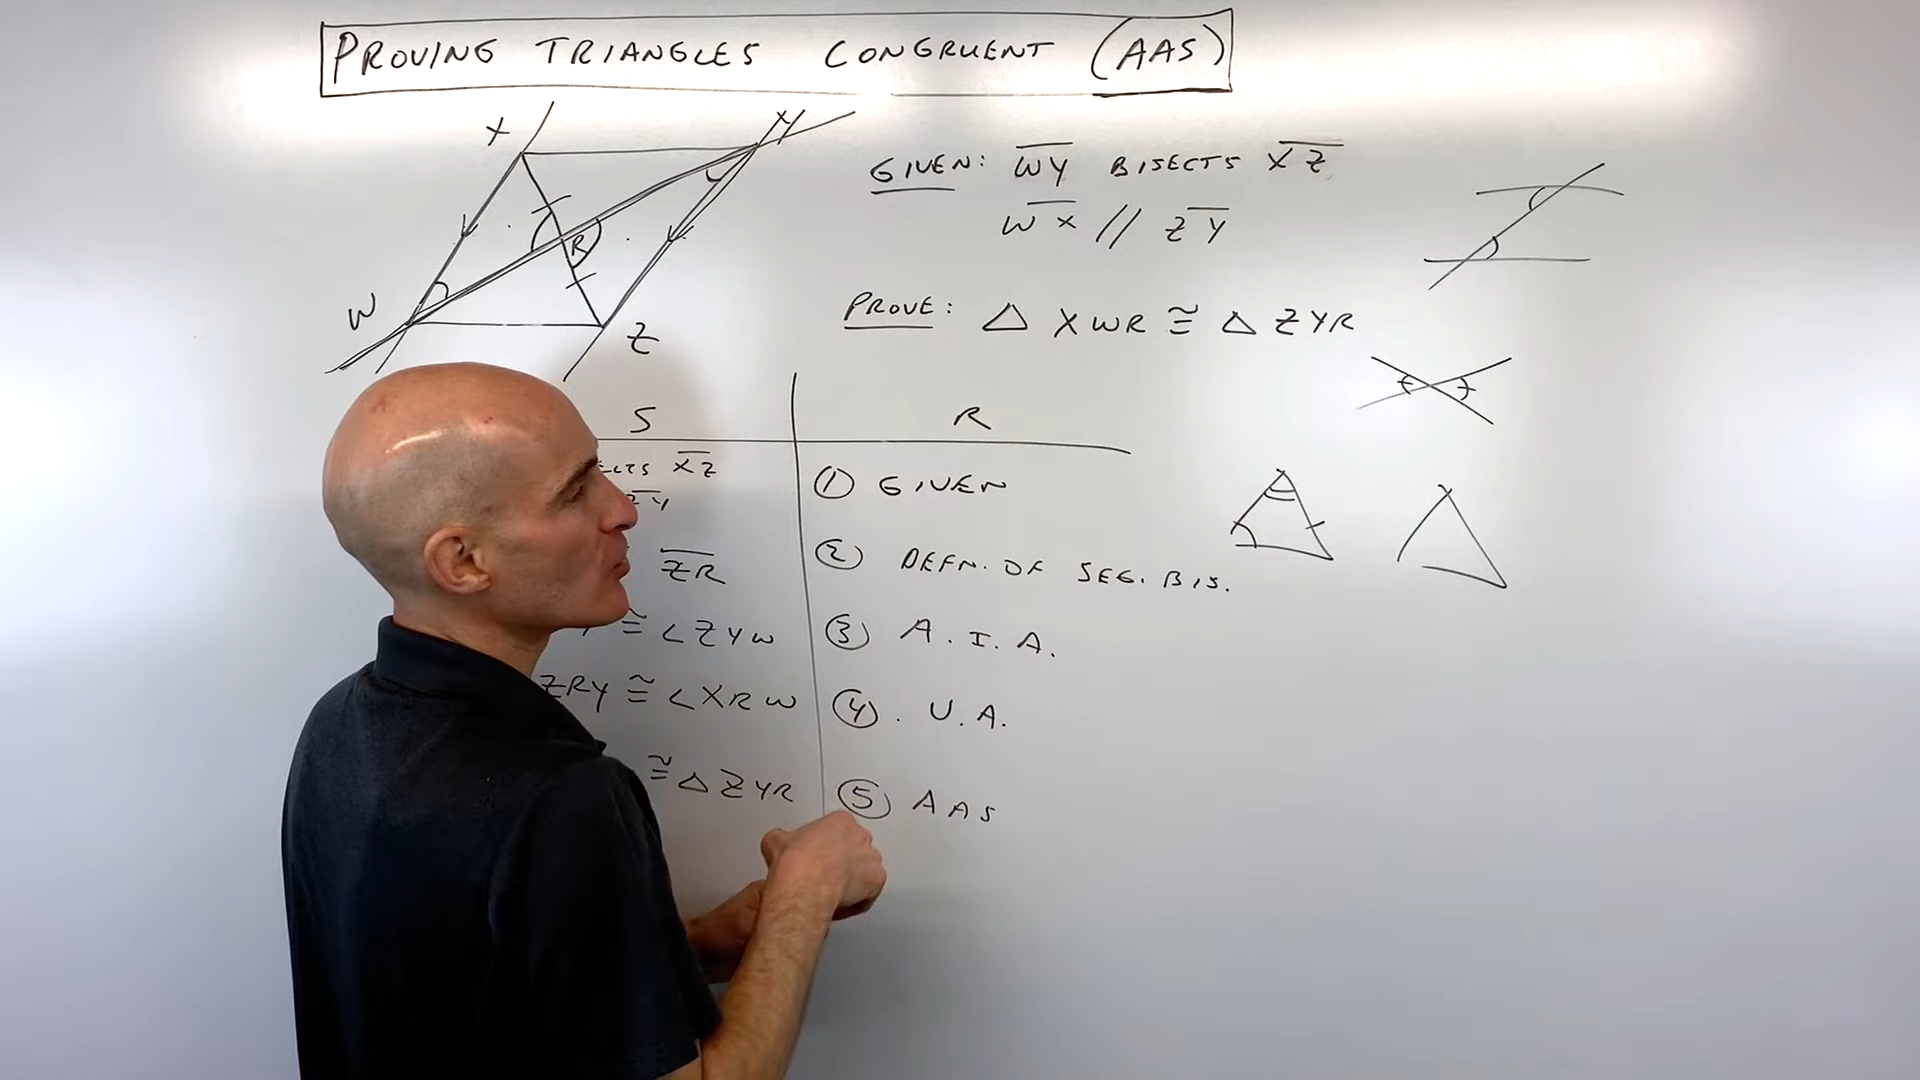 PROVING TRIANGLES CONGRUENT (AAS)
X Y
W Z
R
GIVEN: WY BISECTS XZ
WX // ZY
PROVE: △ XWR ≅ △ ZYR
S R
XZ
ZY
ZR
≅ ∠ZYW
ZRY ≅ ∠XRW
≅ △ZYR
① GIVEN
② DEFN. OF SEG. BIS.
③ A.I.A.
④ . V.A.
⑤ AAS